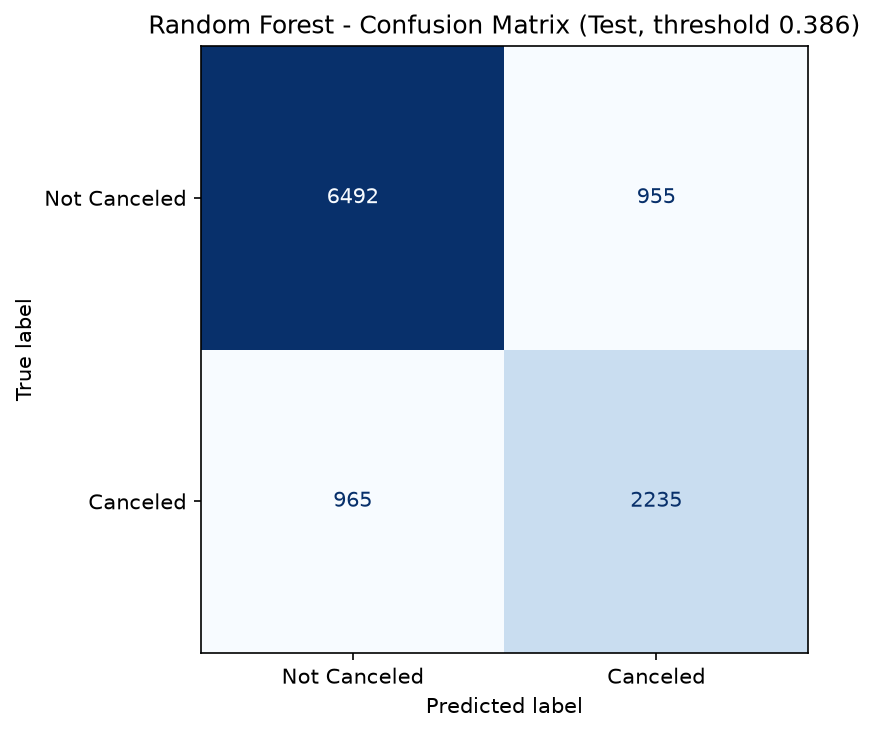 Random Forest - Confusion Matrix (Test, threshold 0.386)
Not Canceled
6492
955
True label
Canceled
965
2235
Not Canceled
Canceled
Predicted label